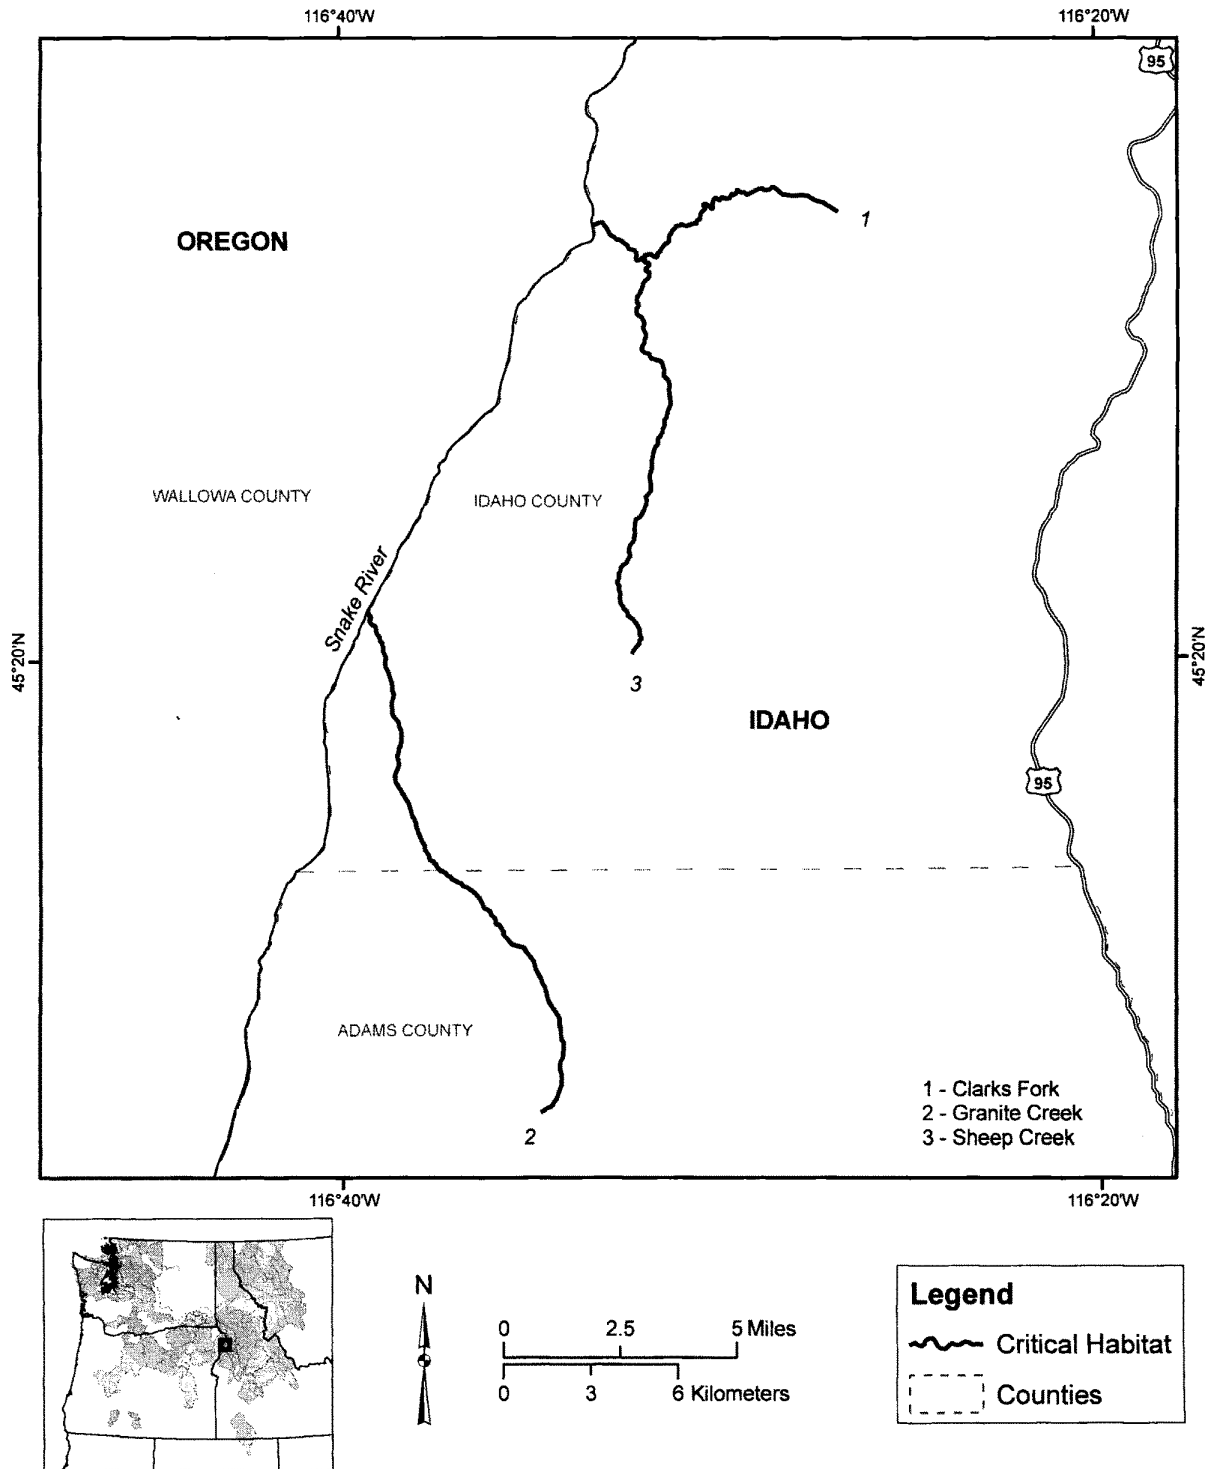 116°40'W
116°20'W
95
1
OREGON
WALLOWA COUNTY
IDAHO COUNTY
Snake River
45°20'N
45°20'N
3
IDAHO
95
ADAMS COUNTY
1 - Clarks Fork
2 - Granite Creek
3 - Sheep Creek
2
116°40'W
116°20'W
N
0 2.5 5 Miles
0 3 6 Kilometers
Legend
Critical Habitat
Counties